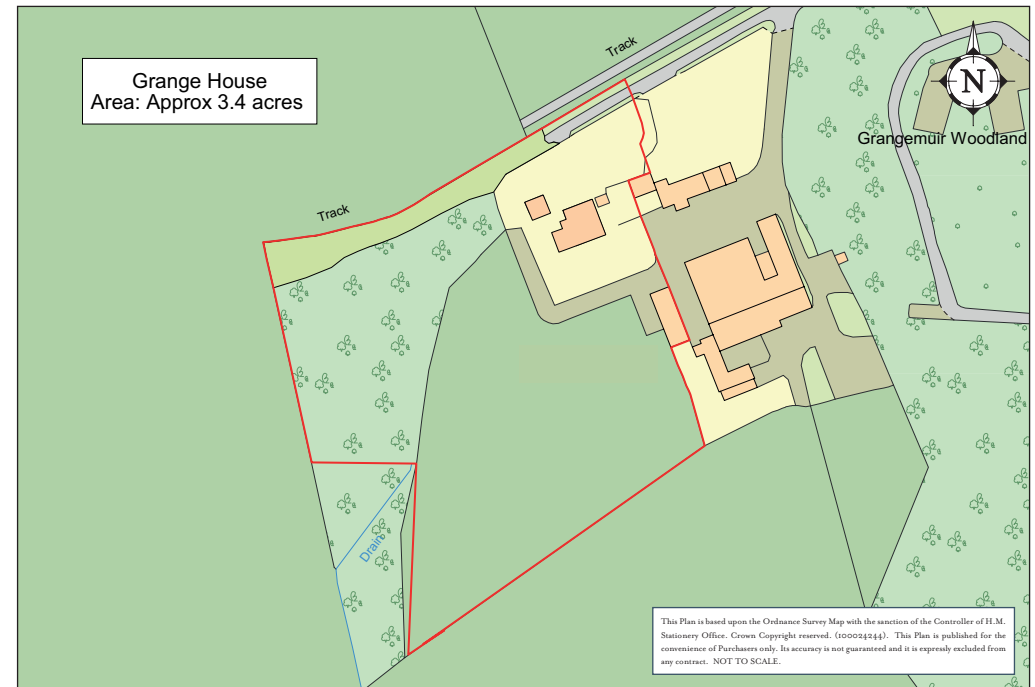 Grange House
Area: Approx 3.4 acres
Track
N
Grangemuir Woodland
Track
Drain
This Plan is based upon the Ordnance Survey Map with the sanction of the Controller of H.M.
Stationery Office. Crown Copyright reserved. (100024244). This Plan is published for the
convenience of Purchasers only. Its accuracy is not guaranteed and it is expressly excluded from
any contract. NOT TO SCALE.